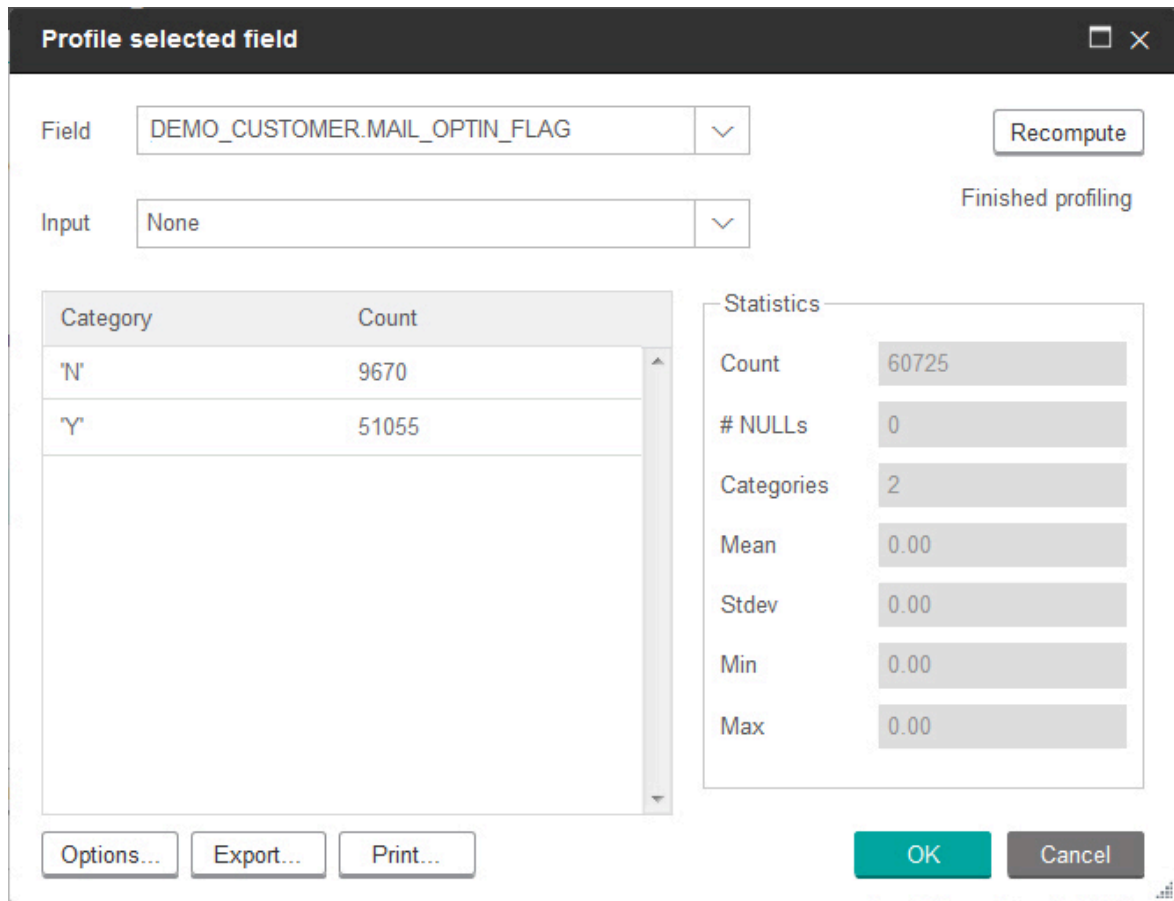 Profile selected field
Field DEMO_CUSTOMER.MAIL_OPTIN_FLAG Recompute
Finished profiling
Input None
Category Count
'N' 9670
'Y' 51055
Statistics
Count 60725
# NULLs 0
Categories 2
Mean 0.00
Stdev 0.00
Min 0.00
Max 0.00
Options... Export... Print... OK Cancel